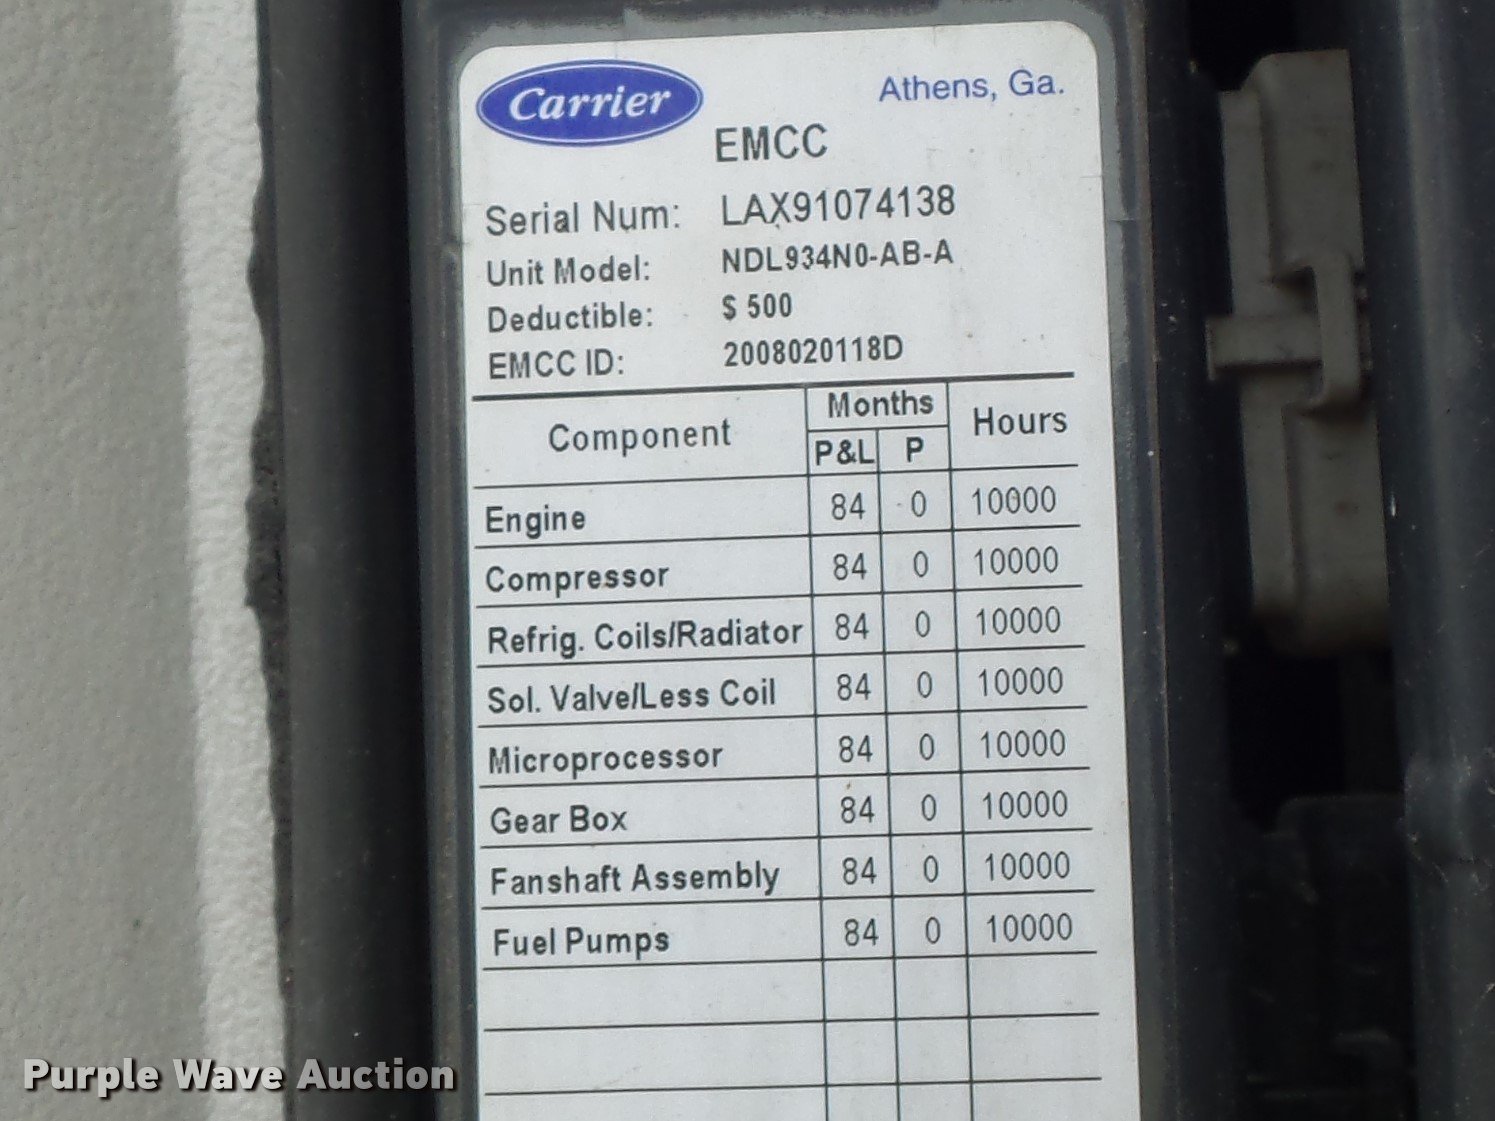 Carrier
Athens, Ga.
EMCC
Serial Num: LAX91074138
Unit Model: NDL934N0-AB-A
Deductible: $ 500
EMCC ID: 2008020118D
Component Months Hours
P&L P
Engine 84 0 10000
Compressor 84 0 10000
Refrig. Coils/Radiator 84 0 10000
Sol. Valve/Less Coil 84 0 10000
Microprocessor 84 0 10000
Gear Box 84 0 10000
Fanshaft Assembly 84 0 10000
Fuel Pumps 84 0 10000
Purple Wave Auction